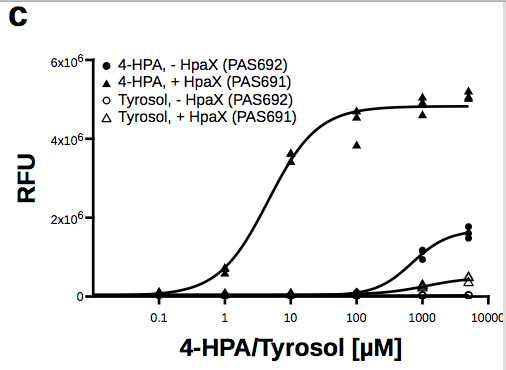 C
6x10⁶
4x10⁶
2x10⁶
0
RFU
4-HPA, - HpaX (PAS692)
4-HPA, + HpaX (PAS691)
Tyrosol, - HpaX (PAS692)
Tyrosol, + HpaX (PAS691)
0.1 1 10 100 1000 10000
4-HPA/Tyrosol [µM]